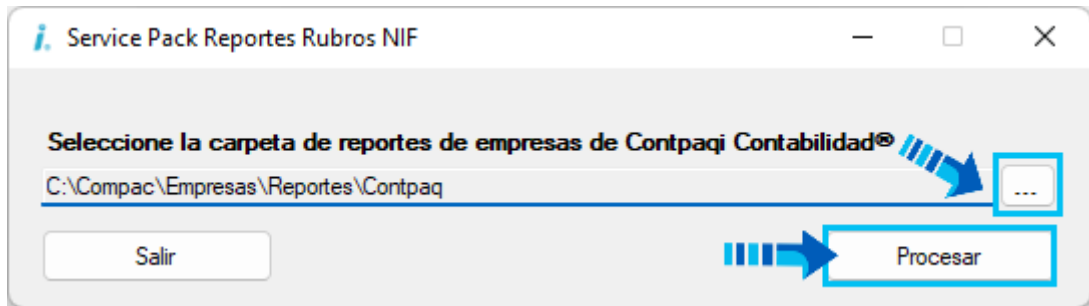 Service Pack Reportes Rubros NIF
Seleccione la carpeta de reportes de empresas de Contpaqi Contabilidad®
C:\Compac\Empresas\Reportes\Contpaq
...
Salir
Procesar